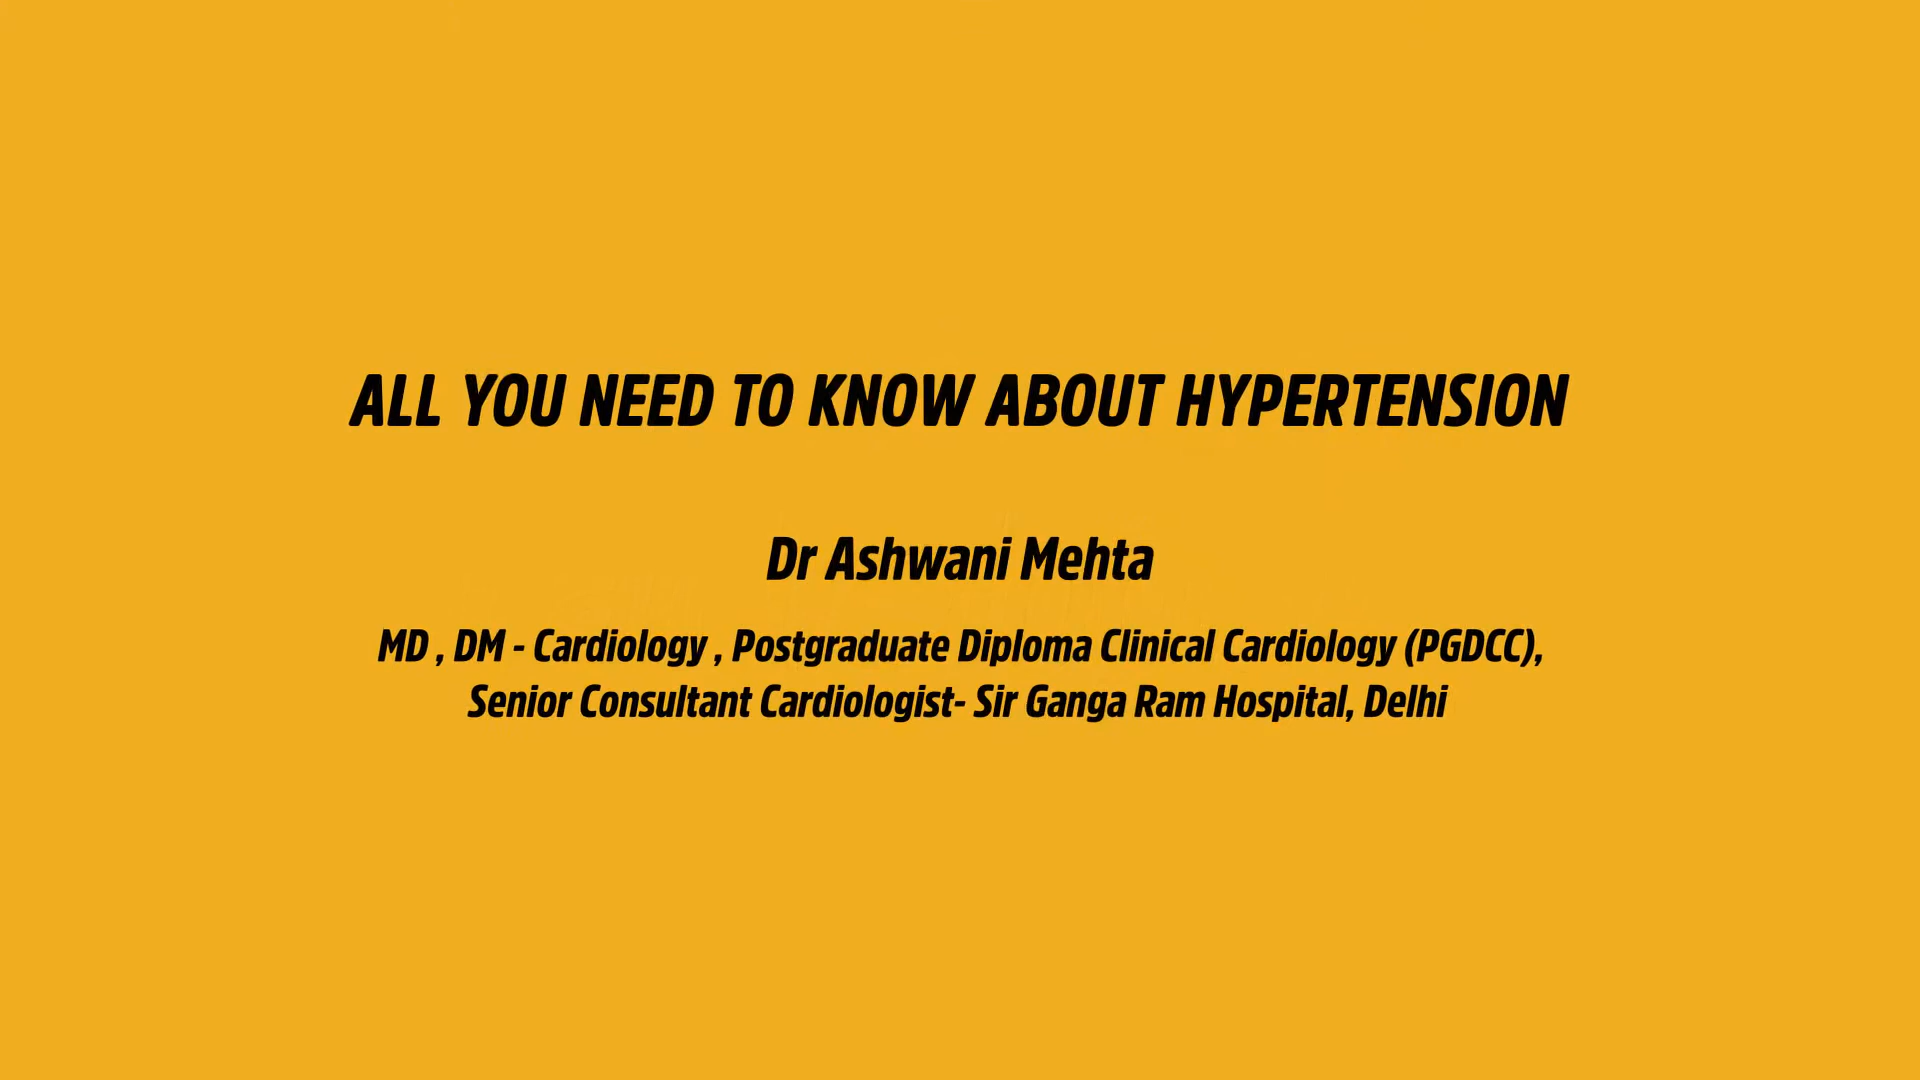 ALL YOU NEED TO KNOW ABOUT HYPERTENSION
Dr Ashwani Mehta
MD , DM - Cardiology , Postgraduate Diploma Clinical Cardiology (PGDCC),
Senior Consultant Cardiologist- Sir Ganga Ram Hospital, Delhi